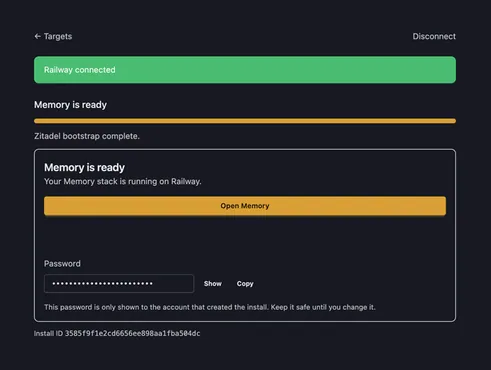 ← Targets
Disconnect
Railway connected
Memory is ready
Zitadel bootstrap complete.
Memory is ready
Your Memory stack is running on Railway.
Open Memory
Password
••••••••••••••••••••••••
Show
Copy
This password is only shown to the account that created the install. Keep it safe until you change it.
Install ID 3585f9f1e2cd6656ee898aa1fba504dc